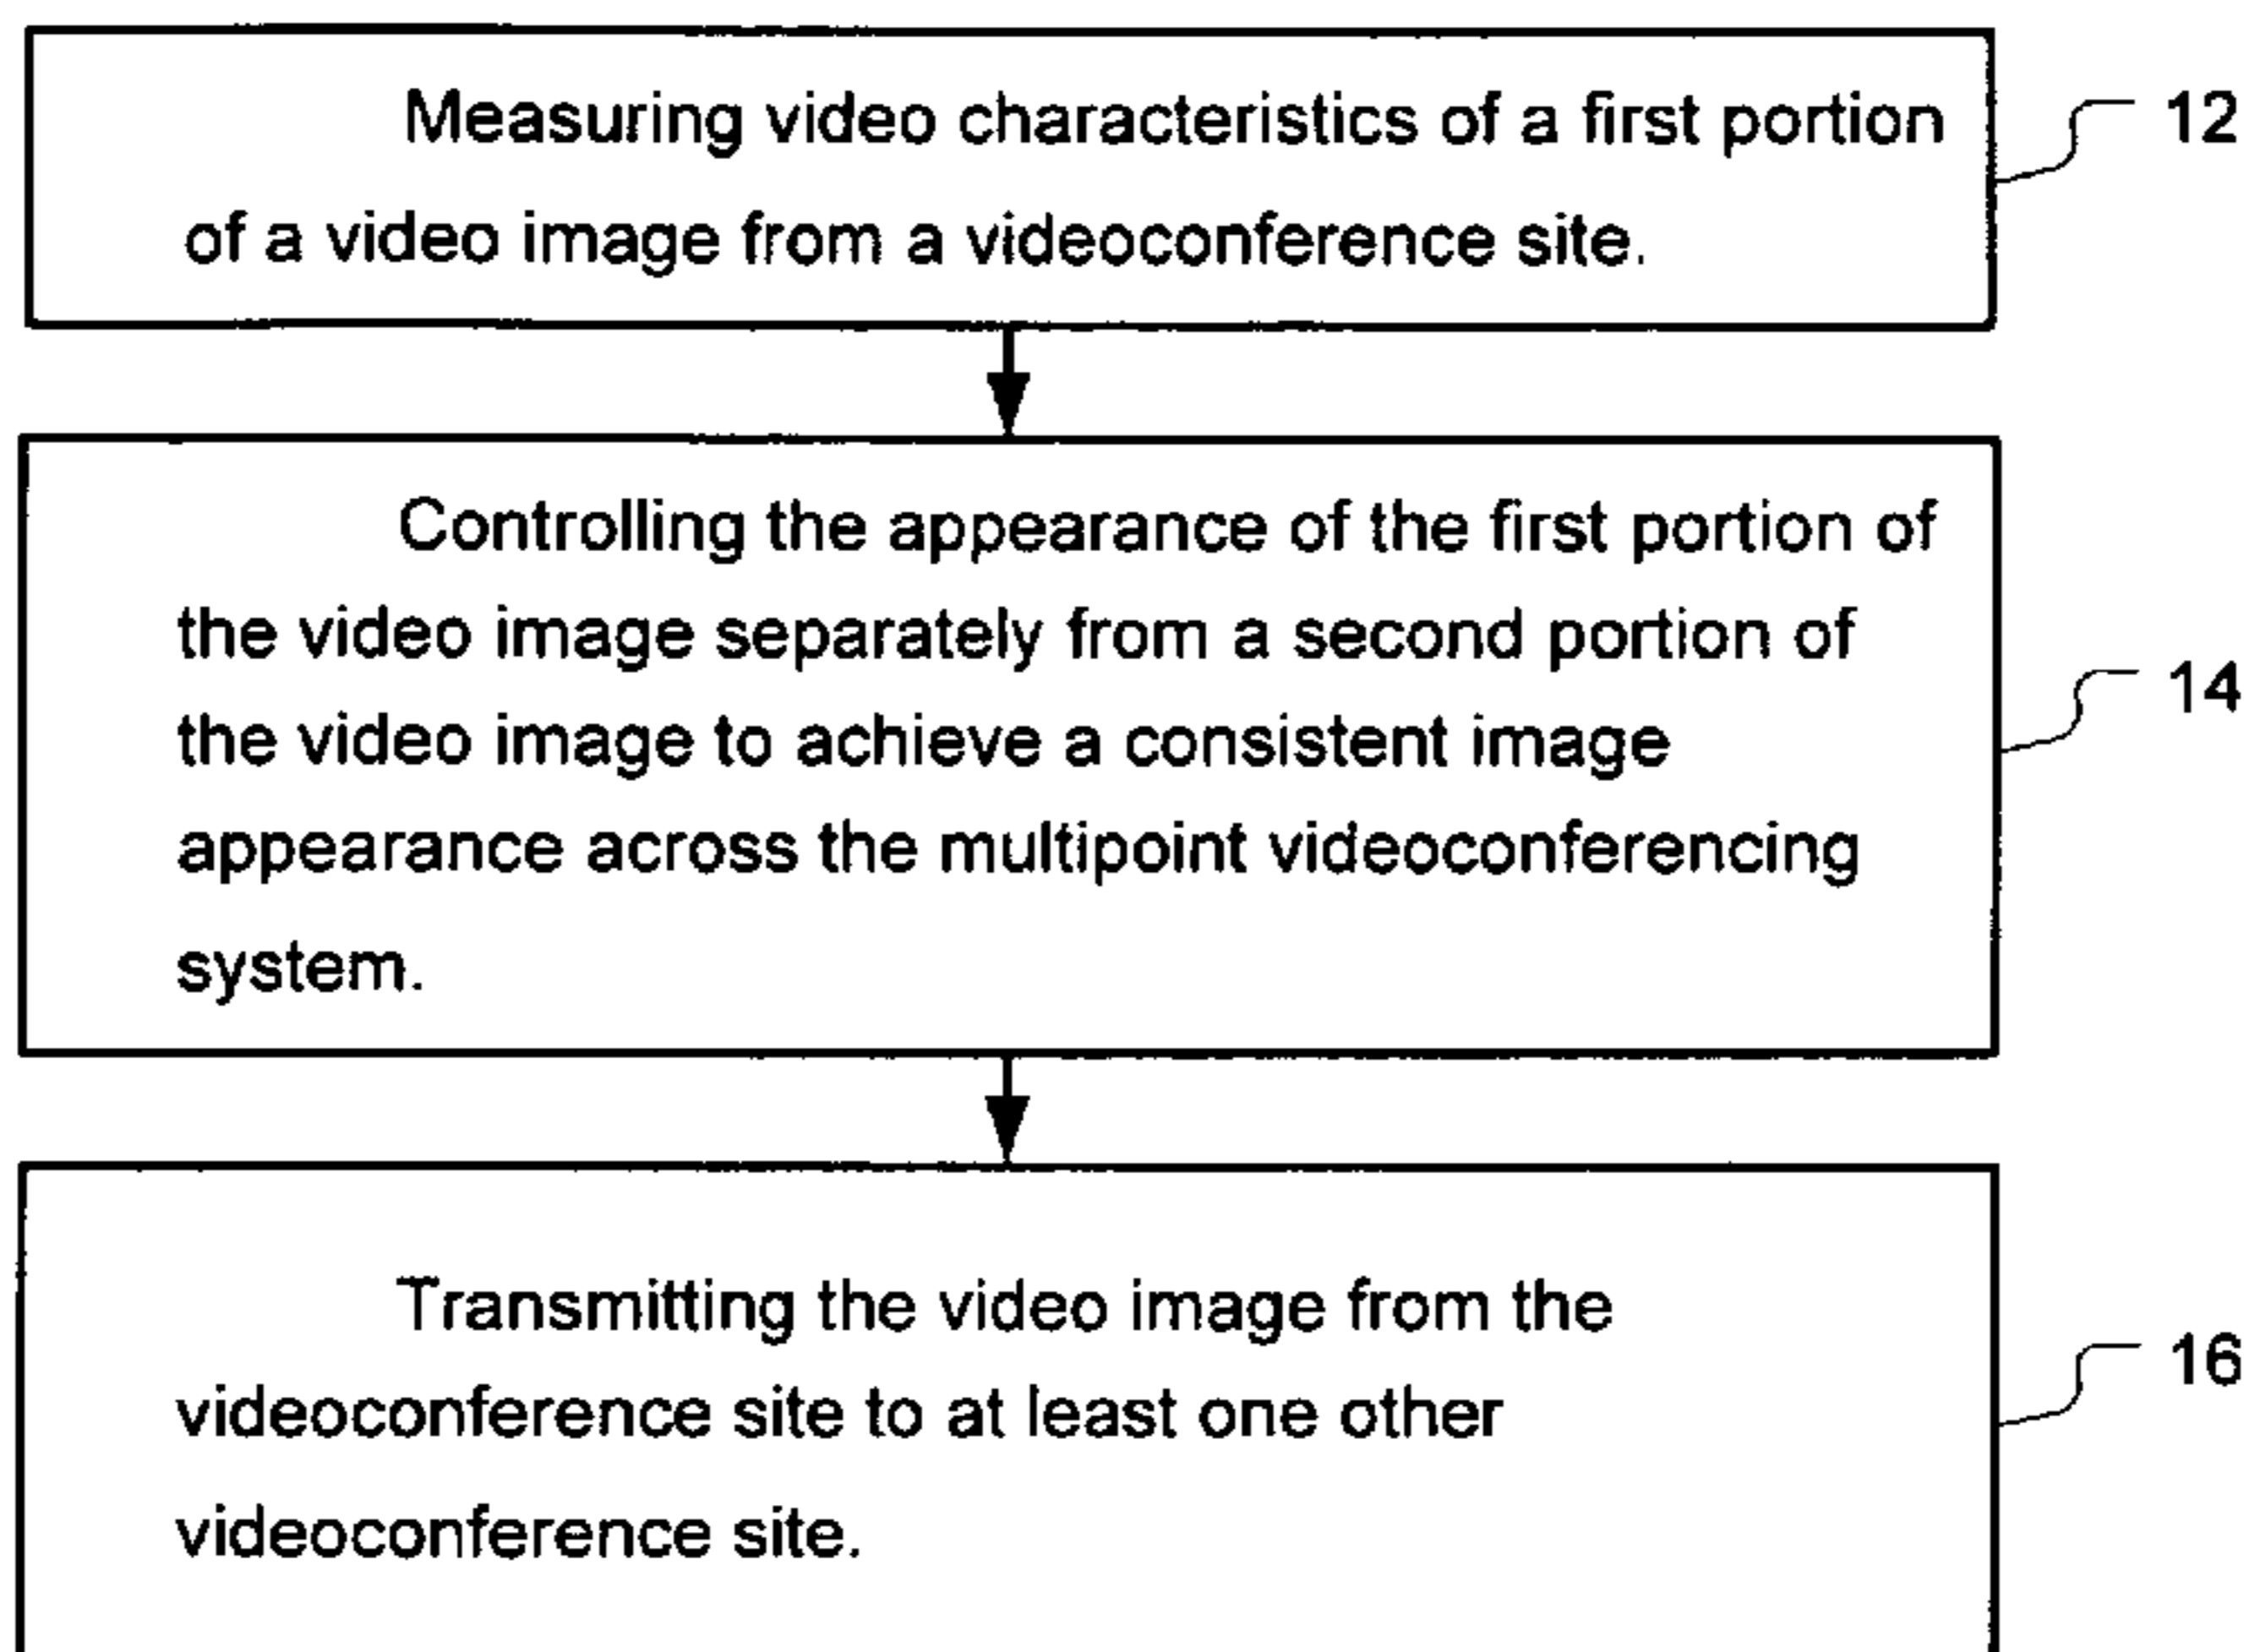 Measuring video characteristics of a first portion
of a video image from a videoconference site.
12
Controlling the appearance of the first portion of
the video image separately from a second portion of
the video image to achieve a consistent image
appearance across the multipoint videoconferencing
system.
14
Transmitting the video image from the
videoconference site to at least one other
videoconference site.
16